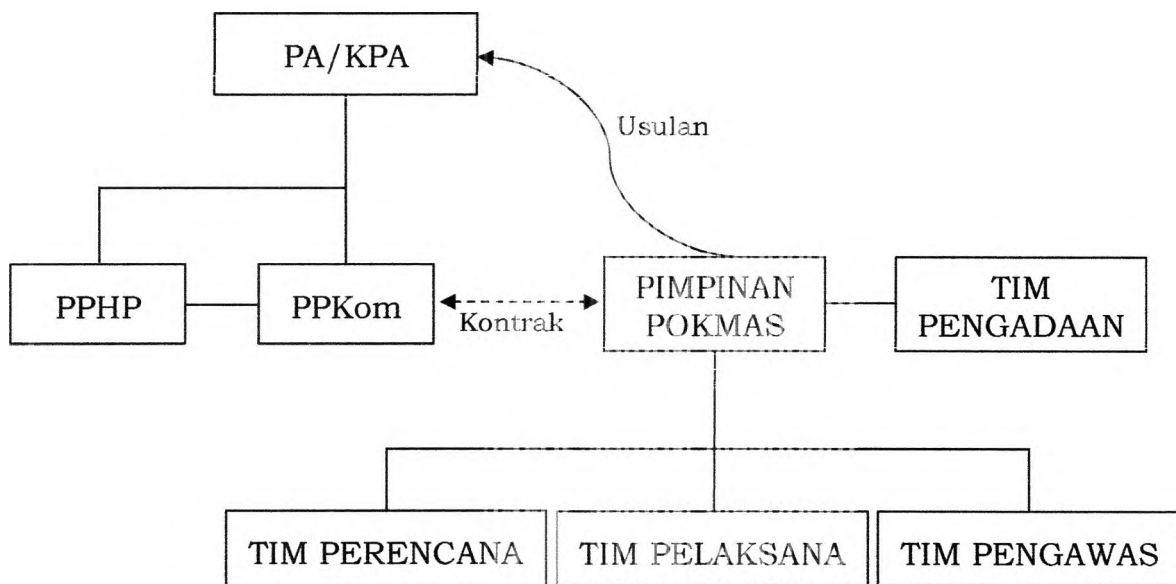 PA/KPA
Usulan
PPHP
PPKom
Kontrak
PIMPINAN
POKMAS
TIM
PENGADAAN
TIM PERENCANA
TIM PELAKSANA
TIM PENGAWAS